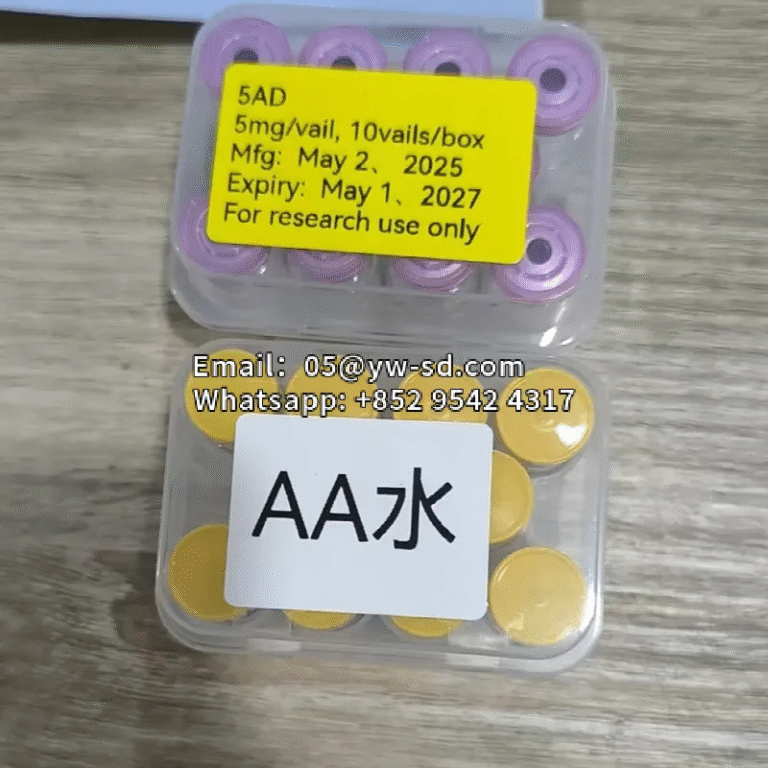 5AD
5mg/vail, 10vails/box
Mfg: May 2、 2025
Expiry: May 1、 2027
For research use only
Email： 05@yw-sd.com
Whatsapp: +852 9542 4317
AA水